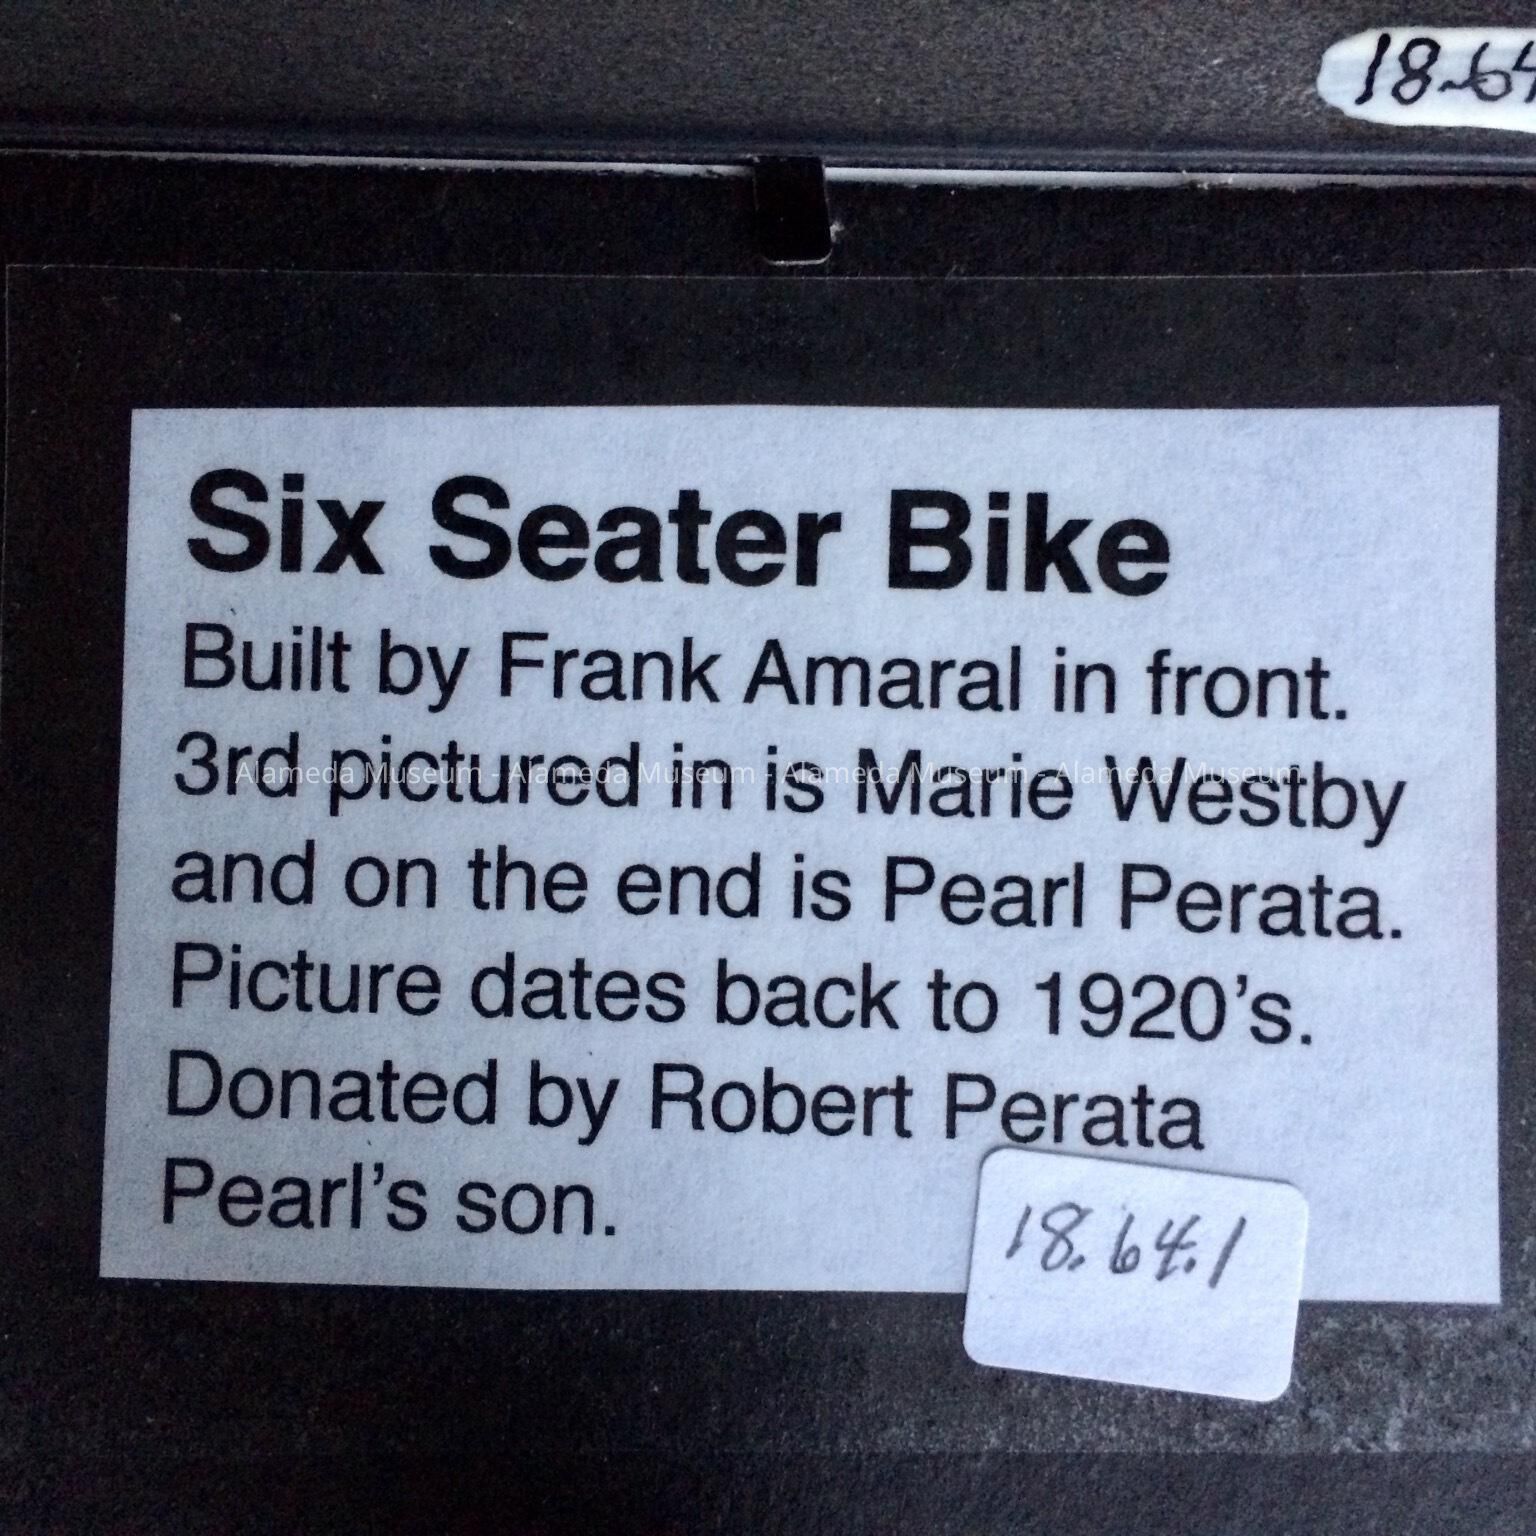 18.64
Six Seater Bike
Built by Frank Amaral in front.
3rd pictured in is Marie Westby
Alameda Museum - Alameda Museum - Alameda Museum - Alameda Museum
and on the end is Pearl Perata.
Picture dates back to 1920's.
Donated by Robert Perata
Pearl's son.
18.64.1